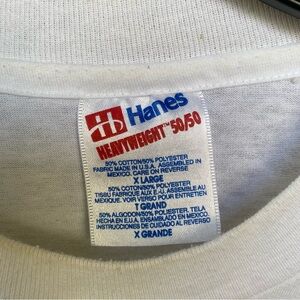 Hanes
HEAVYWEIGHT™ 50/50
50% COTTON/50% POLYESTER
FABRIC MADE IN U.S.A. ASSEMBLED IN
MEXICO. CARE ON REVERSE
X LARGE
50% COTON/50% POLYESTER
TISSU FABRIQUE AUX E.U. ASSEMBLE AU
MEXIQUE. VOIR VERSO POUR ENTRETIEN
T GRAND
50% ALGODON/50% POLIESTER, TELA
HECHA EN E.U.A. ENSAMBLADO EN MEXICO.
INSTRUCCIONES DE CUIDADO AL REVERSO
X GRANDE